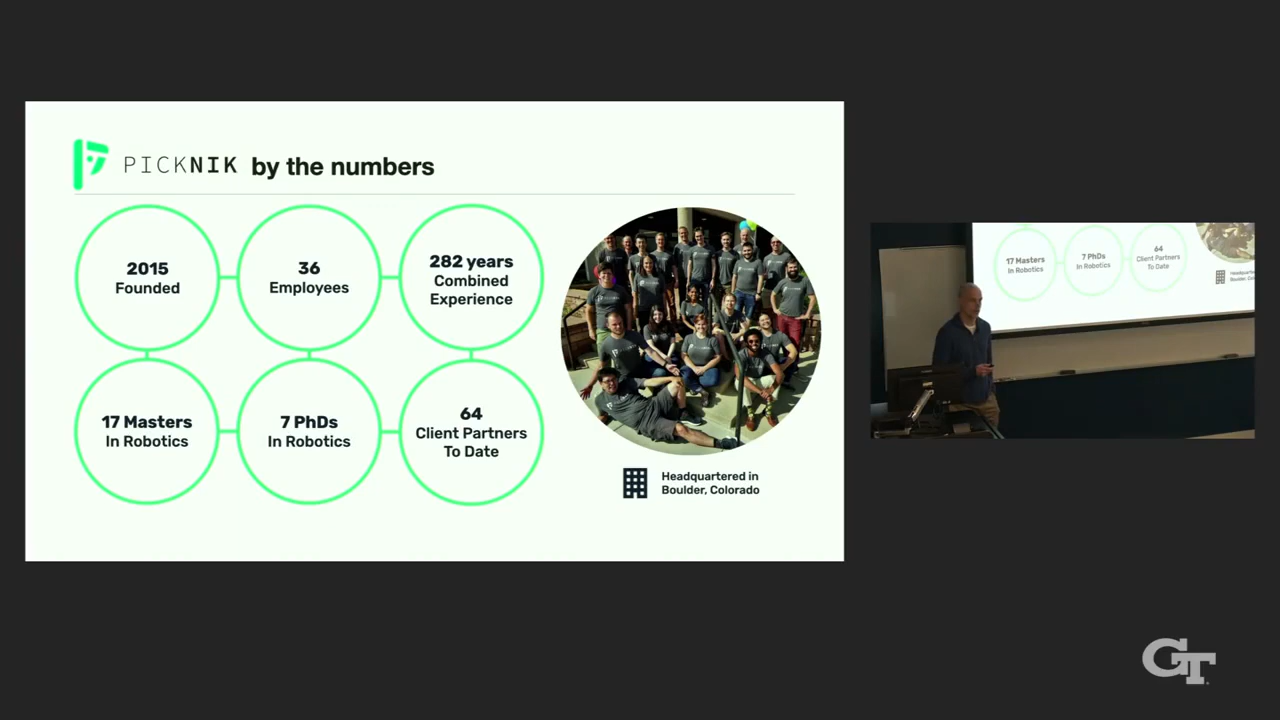 PICKNIK by the numbers
2015
Founded
36
Employees
282 years
Combined
Experience
17 Masters
In Robotics
7 PhDs
In Robotics
64
Client Partners
To Date
Headquartered in
Boulder, Colorado
17 Masters
In Robotics
7 PhDs
In Robotics
64
Client Partners
To Date
GT